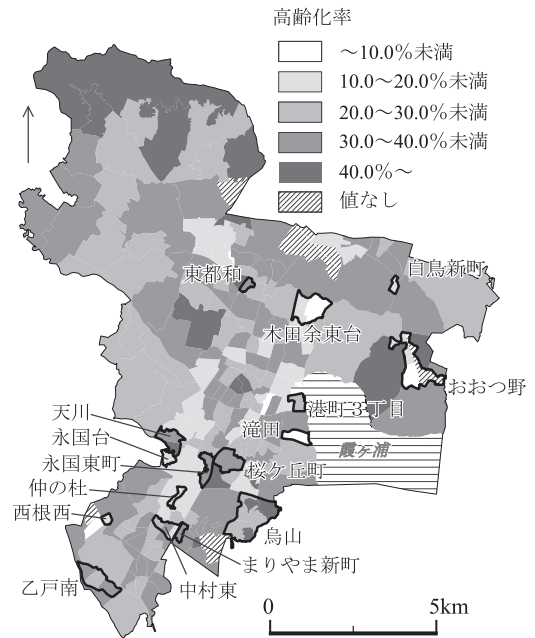 高齢化率
～10.0%未満
10.0～20.0%未満
20.0～30.0%未満
30.0～40.0%未満
40.0%～
値なし
白鳥新町
東都和
木田余東台
おおつ野
港町3丁目
天川
滝田
永国台
霞ヶ浦
永国東町
桜ケ丘町
仲の杜
西根西
烏山
まりやま新町
乙戸南
中村東
0
5km